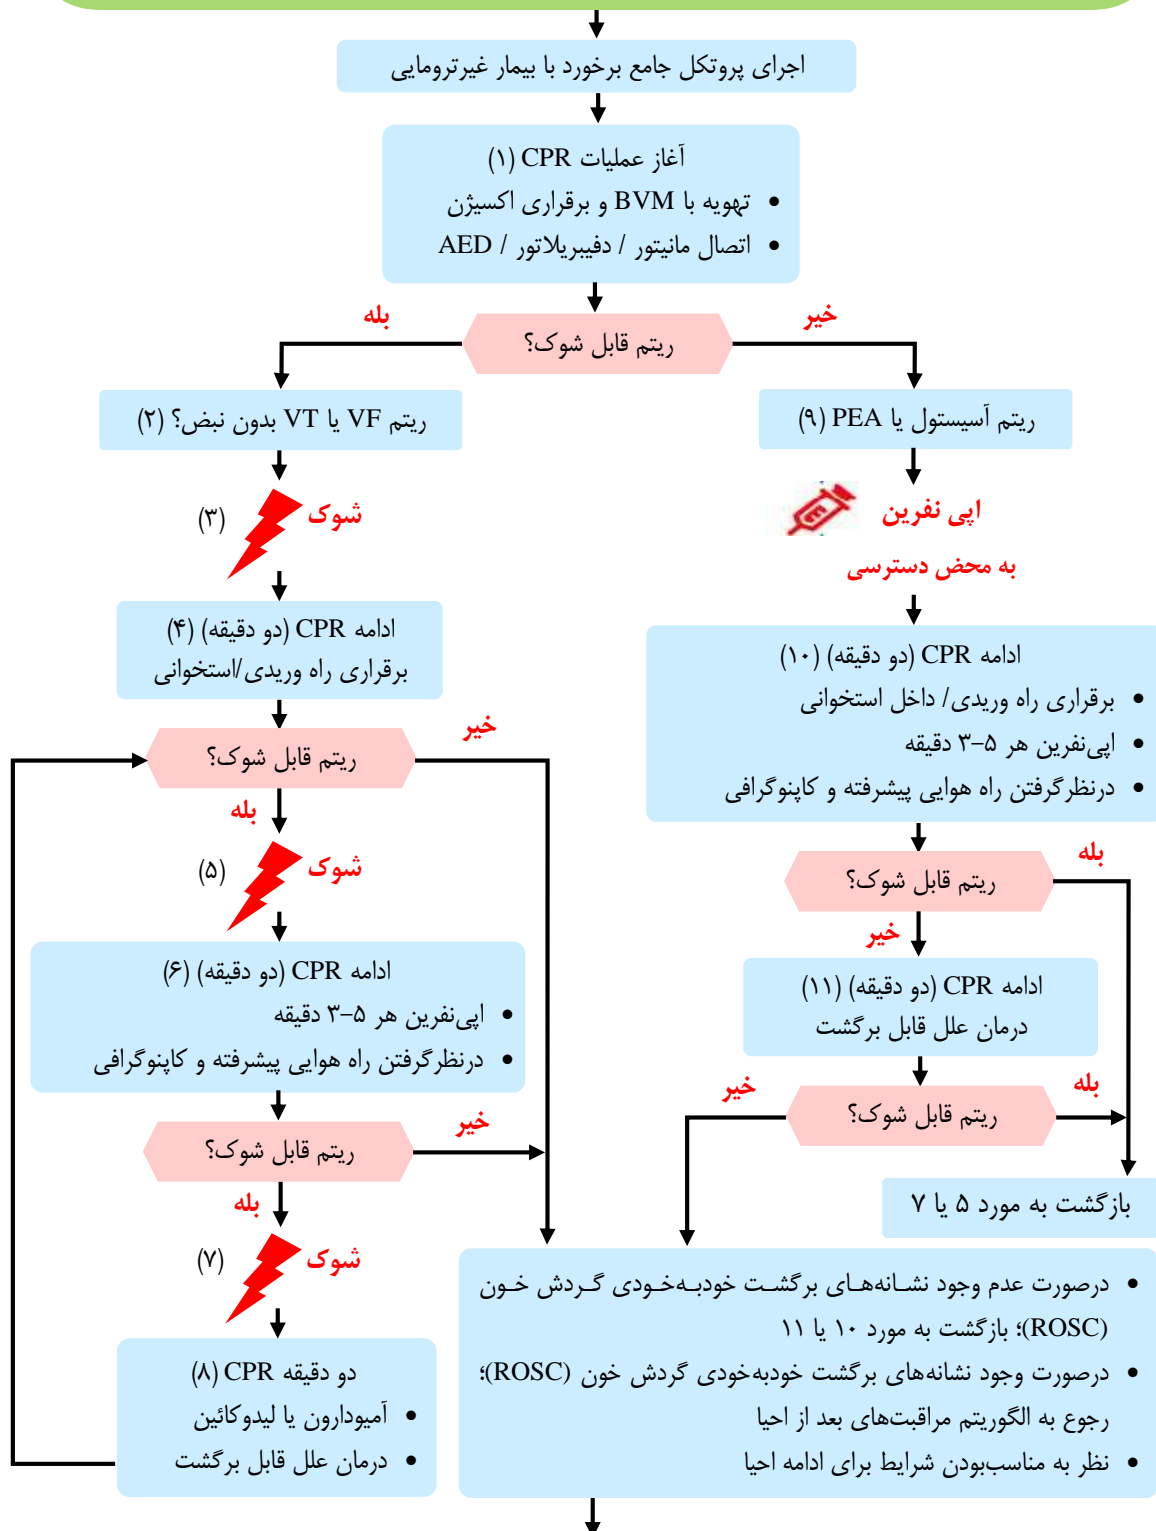 اجرای پروتکل جامع برخورد با بیمار غیرترومایی
آغاز عملیات CPR (۱)
• تهویه با BVM و برقراری اکسیژن
• اتصال مانیتور / دفیبریلاتور / AED
ریتم قابل شوک؟
بله
خیر
ریتم VF یا VT بدون نبض؟ (۲)
شوک
(۳)
ادامه CPR (دو دقیقه) (۴)
برقراری راه وریدی/استخوانی
ریتم قابل شوک؟
خیر
بله
شوک
(۵)
ادامه CPR (دو دقیقه) (۶)
• اپی‌نفرین هر ۵–۳ دقیقه
• درنظرگرفتن راه هوایی پیشرفته و کاپنوگرافی
ریتم قابل شوک؟
خیر
بله
شوک
(۷)
دو دقیقه CPR (۸)
• آمیودارون یا لیدوکائین
• درمان علل قابل برگشت
ریتم آسیستول یا PEA (۹)
اپی نفرین
به محض دسترسی
ادامه CPR (دو دقیقه) (۱۰)
• برقراری راه وریدی/ داخل استخوانی
• اپی‌نفرین هر ۵–۳ دقیقه
• درنظرگرفتن راه هوایی پیشرفته و کاپنوگرافی
ریتم قابل شوک؟
بله
خیر
ادامه CPR (دو دقیقه) (۱۱)
درمان علل قابل برگشت
ریتم قابل شوک؟
بله
خیر
بازگشت به مورد ۵ یا ۷
• درصورت عدم وجود نشـانه‌هـای برگشـت خودبـه‌خـودی گـردش خـون
(ROSC)؛ بازگشت به مورد ۱۰ یا ۱۱
• درصورت وجود نشانه‌های برگشت خودبه‌خودی گردش خون (ROSC)؛
رجوع به الگوریتم مراقبت‌های بعد از احیا
• نظر به مناسب‌بودن شرایط برای ادامه احیا